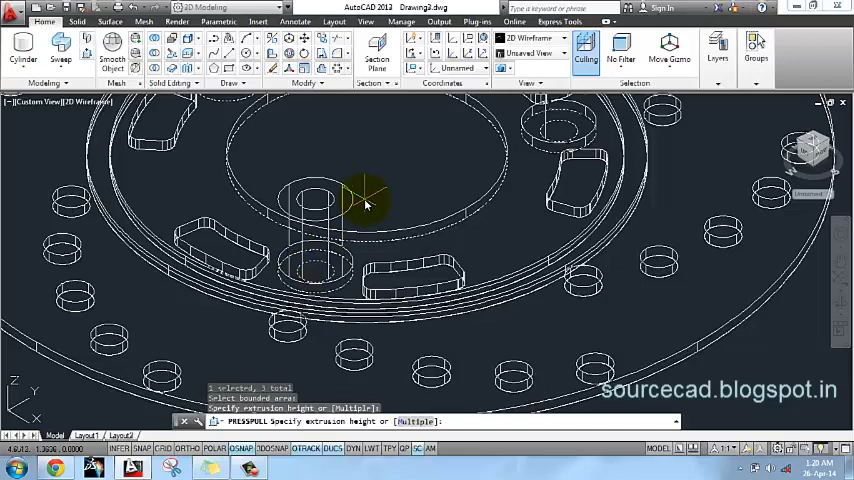 3D Modeling
AutoCAD 2013 Drawing3.dwg
Type a keyword or phrase
Sign In
Home Solid Surface Mesh Render Parametric Insert Annotate Layout View Manage Output Plug-ins Online Express Tools
2D Wireframe
Unsaved View
Unnamed
Cylinder Sweep Smooth Object Section Plane Culling No Filter Move Gizmo Layers Groups
Modeling Mesh Solid Editing Draw Modify Section Coordinates View Selection
[−][Custom View][2D Wireframe]
Unnamed
sourcecad.blogspot.in
Z
Y
X
1 selected, 3 total
Select bounded area:
Specify extrusion height or [Multiple]:
PRESSPULL Specify extrusion height or [Multiple]:
Model Layout1 Layout2
INFER SNAP GRID ORTHO POLAR OSNAP 3DOSNAP OTRACK DUCS DYN LWT TPY QP SC AM
MODEL
1:1
1:20 AM
26-Apr-14